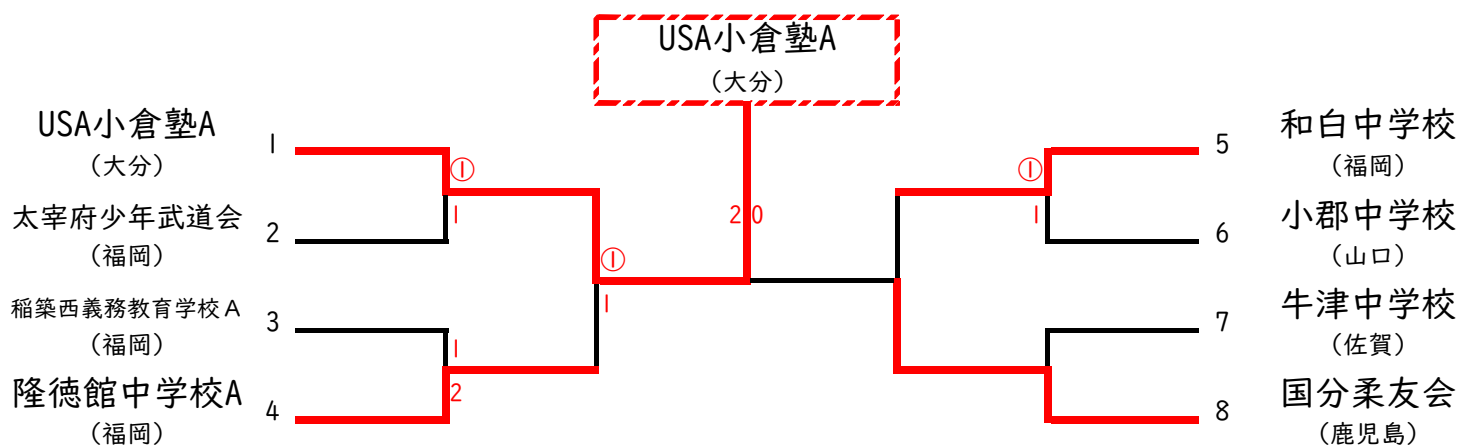 USA小倉塾A
(大分)
USA小倉塾A
(大分)
1
太宰府少年武道会
(福岡)
2
稲築西義務教育学校A
(福岡)
3
隆徳館中学校A
(福岡)
4
①
1
1
2
①
1
2 0
①
1
5
和白中学校
(福岡)
6
小郡中学校
(山口)
7
牛津中学校
(佐賀)
8
国分柔友会
(鹿児島)